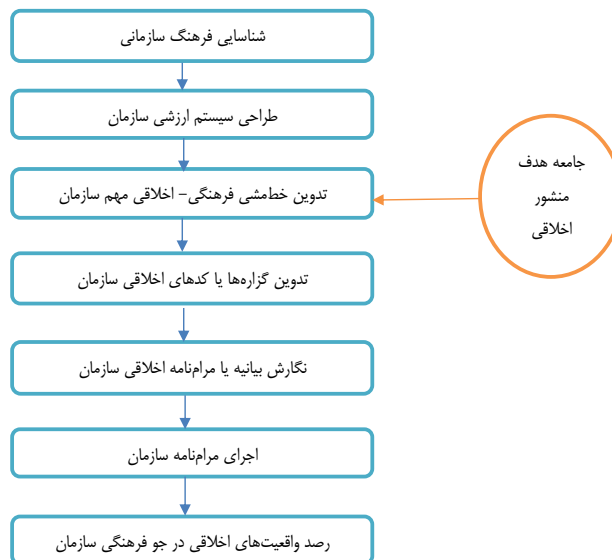 شناسایی فرهنگ سازمانی
طراحی سیستم ارزشی سازمان
تدوین خط‌مشی فرهنگی- اخلاقی مهم سازمان
جامعه هدف
منشور
اخلاقی
تدوین گزاره‌ها یا کدهای اخلاقی سازمان
نگارش بیانیه یا مرام‌نامه اخلاقی سازمان
اجرای مرام‌نامه سازمان
رصد واقعیت‌های اخلاقی در جو فرهنگی سازمان